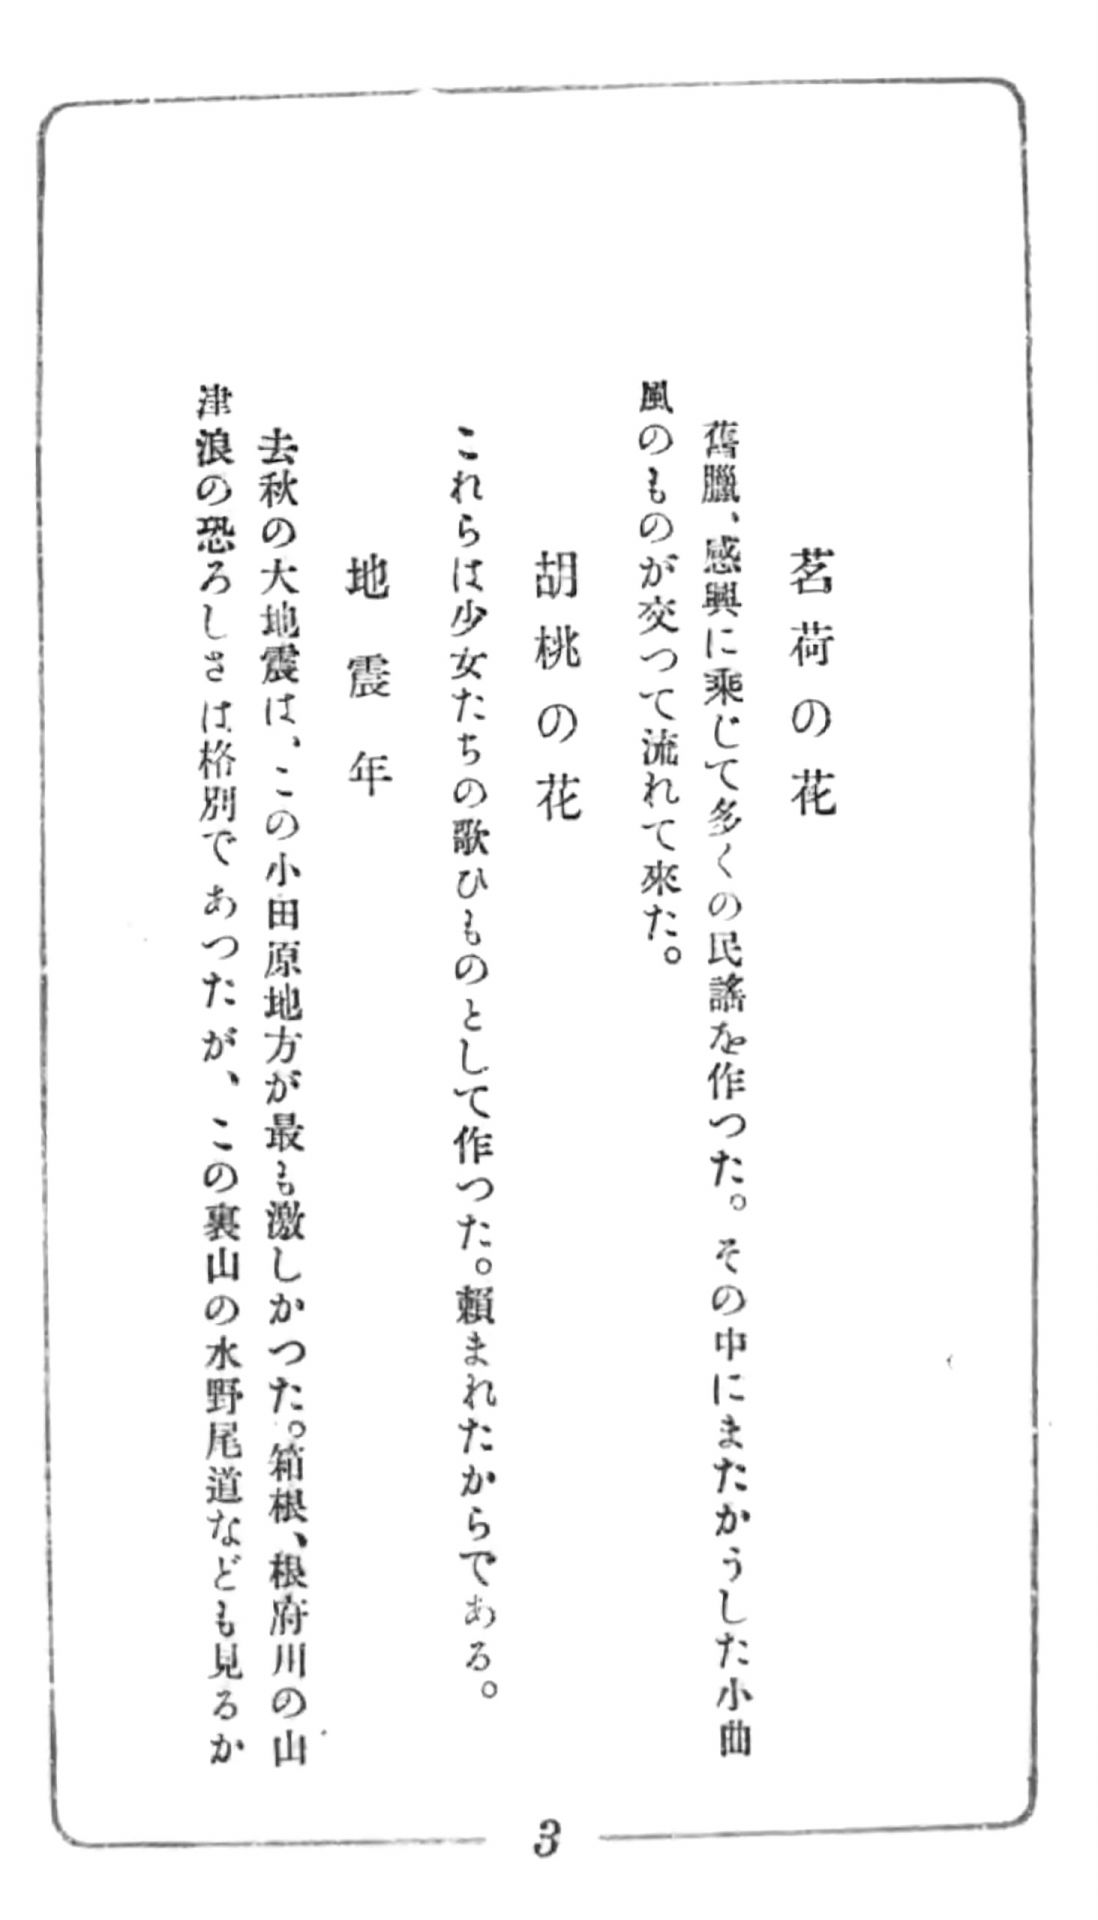 茗荷の花
舊臘、感興に乘じて多くの民謠を作つた。その中にまたかうした小曲
風のものが交つて流れて來た。
胡桃の花
これらは少女たちの歌ひものとして作つた。賴まれたからである。
地震年
去秋の大地震は、この小田原地方が最も激しかつた。箱根、根府川の山
津浪の恐ろしさは格別であつたが、この裏山の水野尾道なども見るか
3